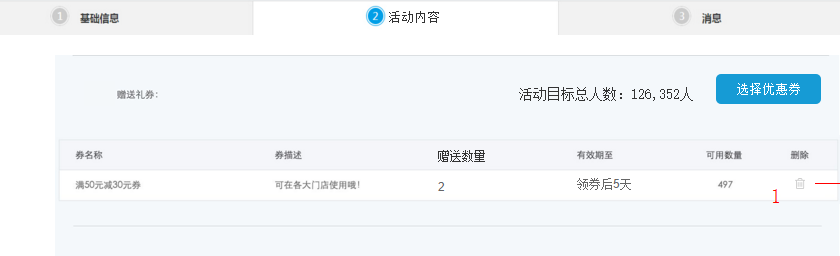 1 基础信息 2 活动内容 3 消息
赠送礼券： 活动目标总人数：126,352人 选择优惠券
券名称 券描述 赠送数量 有效期至 可用数量 删除
满50元减30元券 可在各大门店使用哦！ 2 领券后5天 497
1